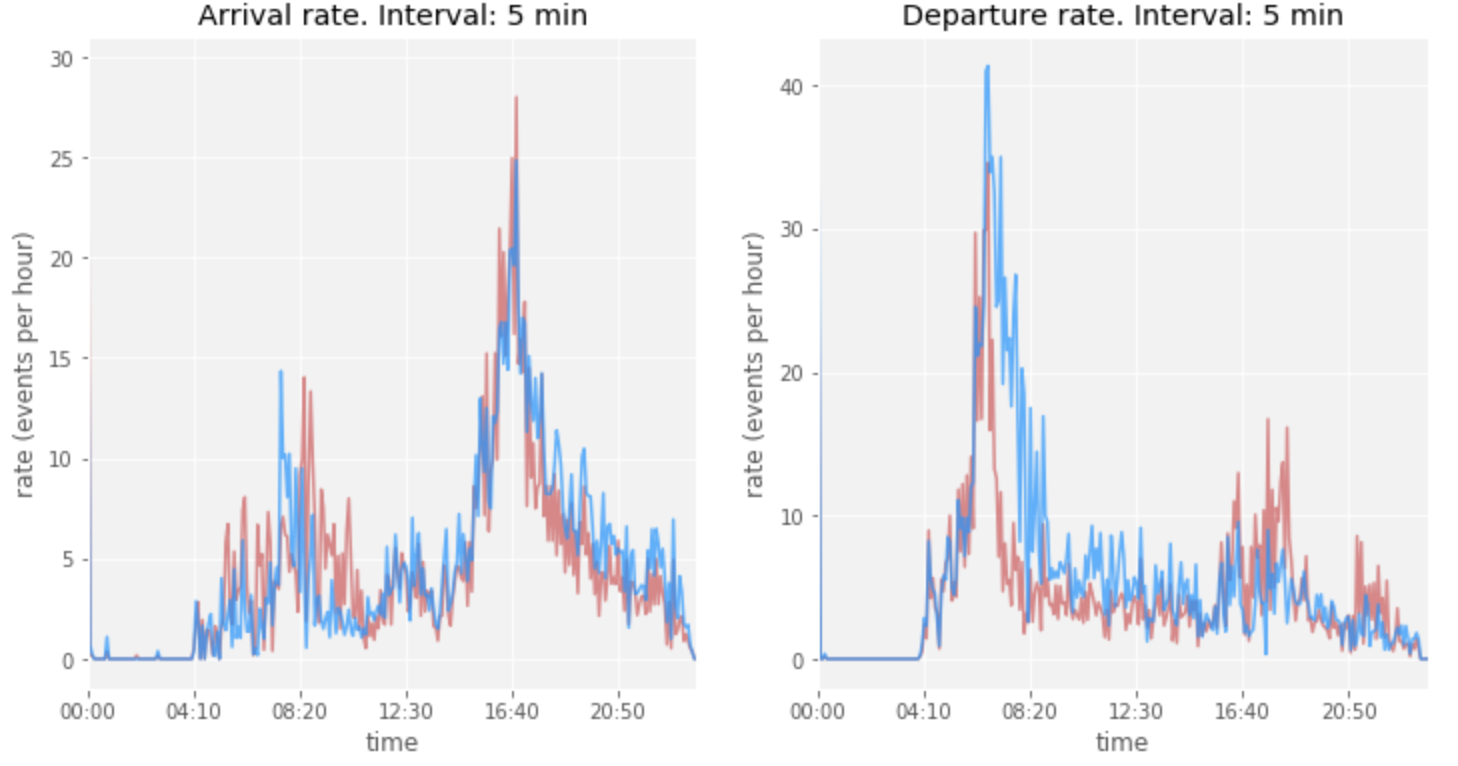 Arrival rate. Interval: 5 min
30
25
20
15
10
5
0
rate (events per hour)
00:00 04:10 08:20 12:30 16:40 20:50
time
Departure rate. Interval: 5 min
40
30
20
10
0
rate (events per hour)
00:00 04:10 08:20 12:30 16:40 20:50
time